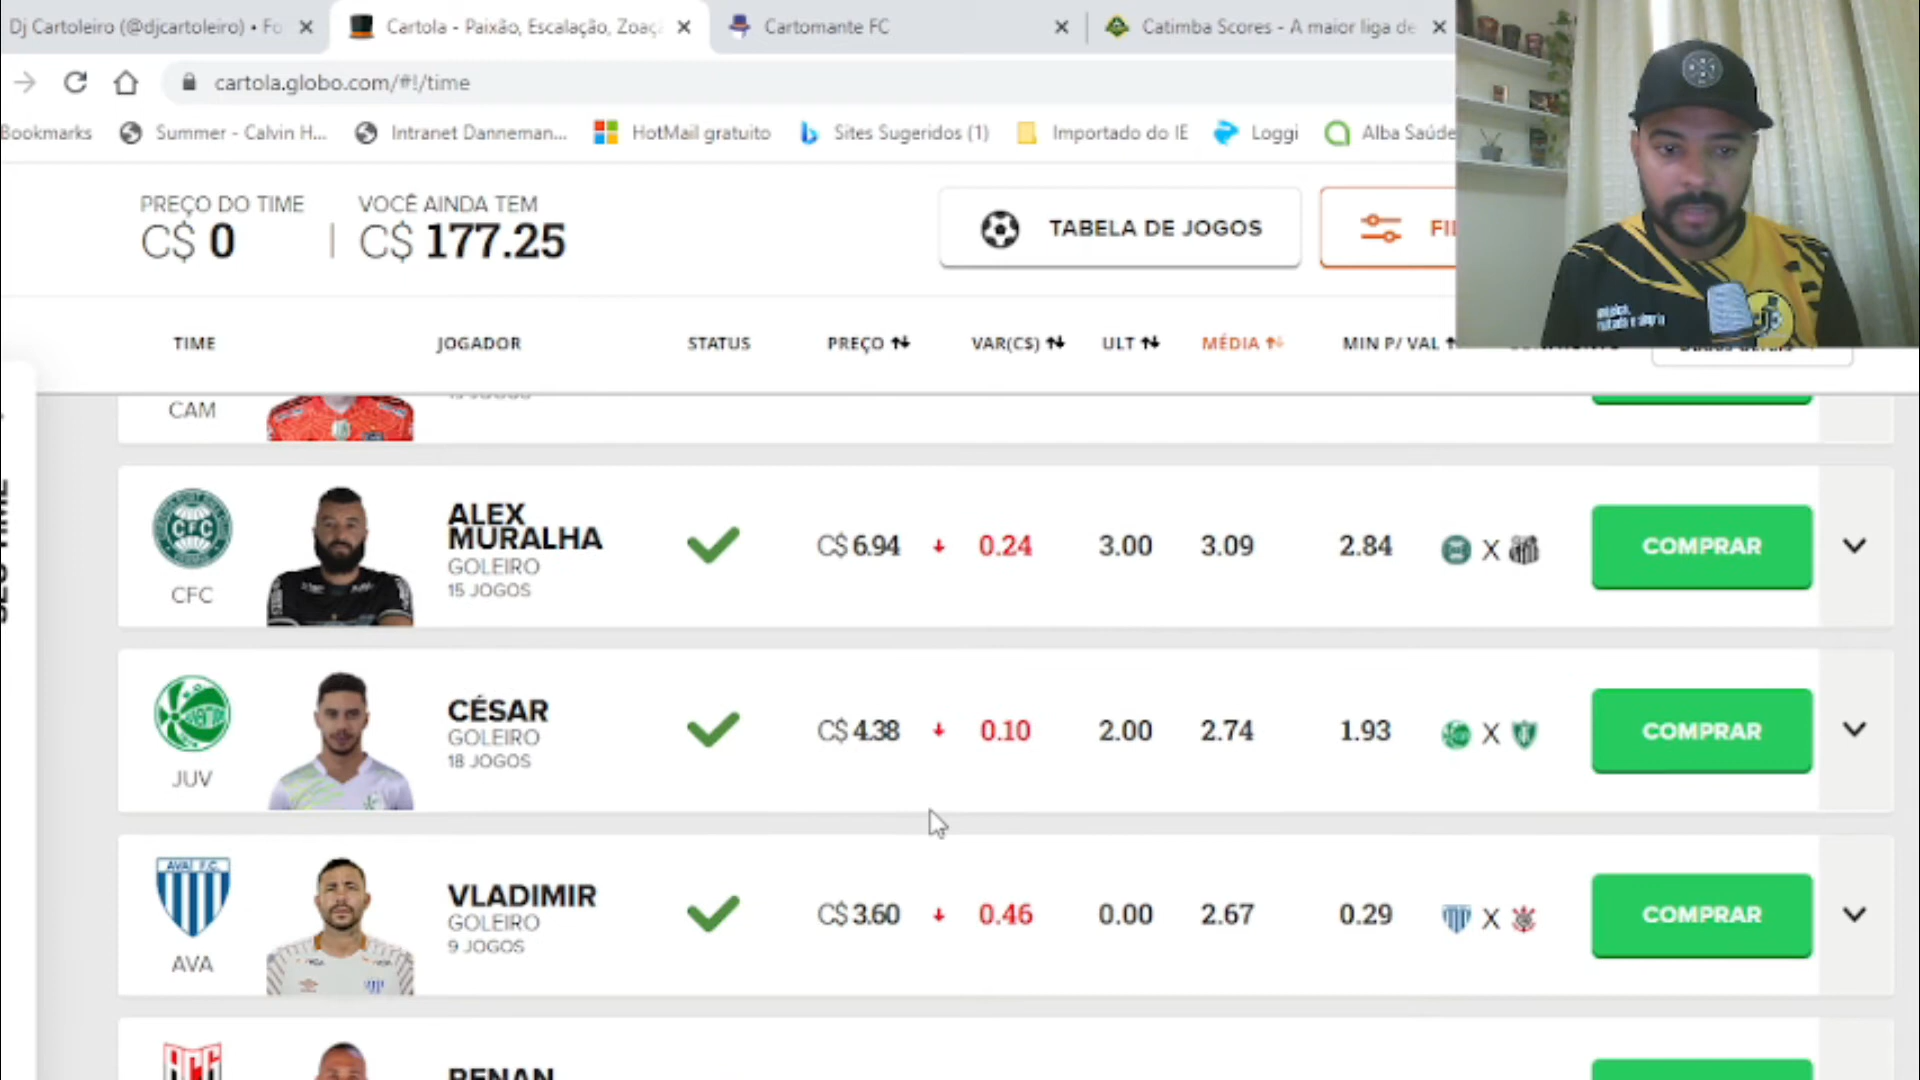 Dj Cartoleiro (@djcartoleiro) • Fo
Cartola - Paixão, Escalação, Zoaç
Cartomante FC
Catimba Scores - A maior liga de
cartola.globo.com/#!/time
Bookmarks
Summer - Calvin H...
Intranet Danneman...
HotMail gratuito
Sites Sugeridos (1)
Importado do IE
Loggi
Alba Saúde
PREÇO DO TIME
C$ 0
VOCÊ AINDA TEM
C$ 177.25
TABELA DE JOGOS
FI
TIME JOGADOR STATUS PREÇO VAR(C$) ULT MÉDIA MIN P/ VAL
CAM
CFC
CFC
ALEX
MURALHA
GOLEIRO
15 JOGOS
C$ 6.94 0.24 3.00 3.09 2.84 X COMPRAR
JUV
CÉSAR
GOLEIRO
18 JOGOS
C$ 4.38 0.10 2.00 2.74 1.93 X COMPRAR
AVAÍ F.C.
AVA
VLADIMIR
GOLEIRO
9 JOGOS
C$ 3.60 0.46 0.00 2.67 0.29 X COMPRAR
ACG
RENAN